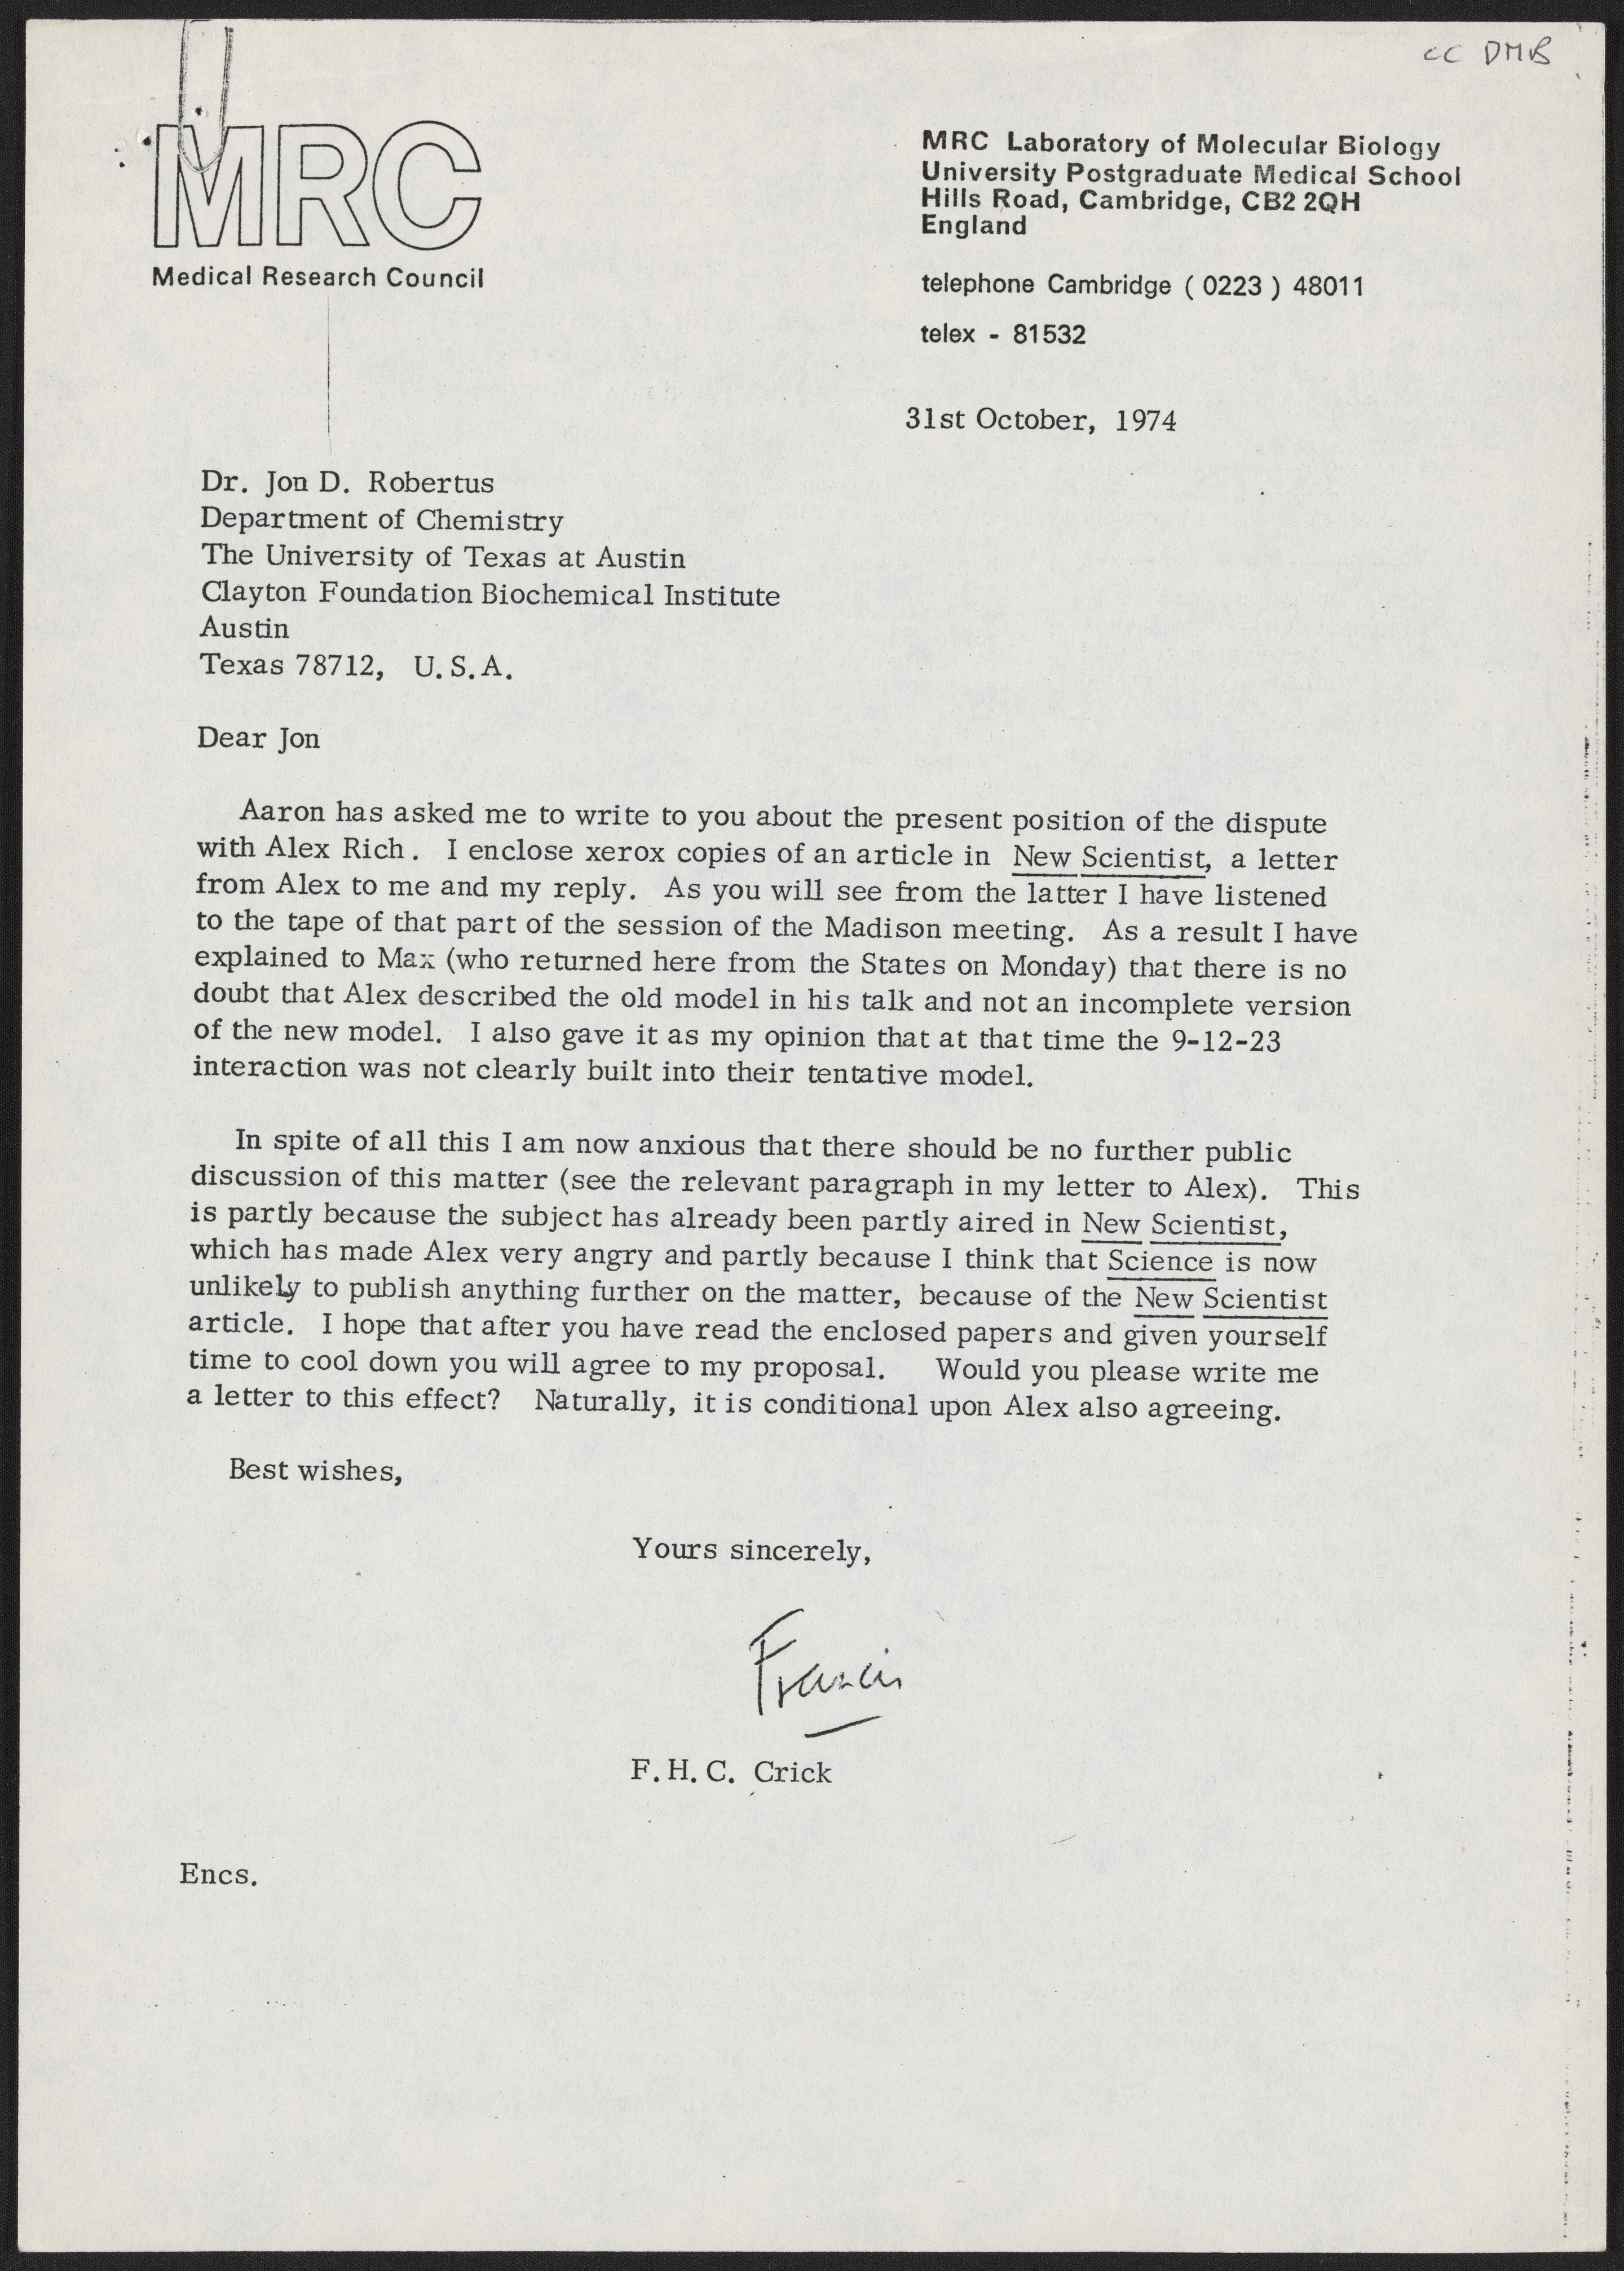 cc DMB
MRC
Medical Research Council
MRC Laboratory of Molecular Biology
University Postgraduate Medical School
Hills Road, Cambridge, CB2 2QH
England
telephone Cambridge ( 0223 ) 48011
telex - 81532
31st October, 1974
Dr. Jon D. Robertus
Department of Chemistry
The University of Texas at Austin
Clayton Foundation Biochemical Institute
Austin
Texas 78712, U.S.A.
Dear Jon
Aaron has asked me to write to you about the present position of the dispute
with Alex Rich. I enclose xerox copies of an article in New Scientist, a letter
from Alex to me and my reply. As you will see from the latter I have listened
to the tape of that part of the session of the Madison meeting. As a result I have
explained to Max (who returned here from the States on Monday) that there is no
doubt that Alex described the old model in his talk and not an incomplete version
of the new model. I also gave it as my opinion that at that time the 9-12-23
interaction was not clearly built into their tentative model.
In spite of all this I am now anxious that there should be no further public
discussion of this matter (see the relevant paragraph in my letter to Alex). This
is partly because the subject has already been partly aired in New Scientist,
which has made Alex very angry and partly because I think that Science is now
unlikely to publish anything further on the matter, because of the New Scientist
article. I hope that after you have read the enclosed papers and given yourself
time to cool down you will agree to my proposal. Would you please write me
a letter to this effect? Naturally, it is conditional upon Alex also agreeing.
Best wishes,
Yours sincerely,
Francis
F.H.C. Crick
Encs.